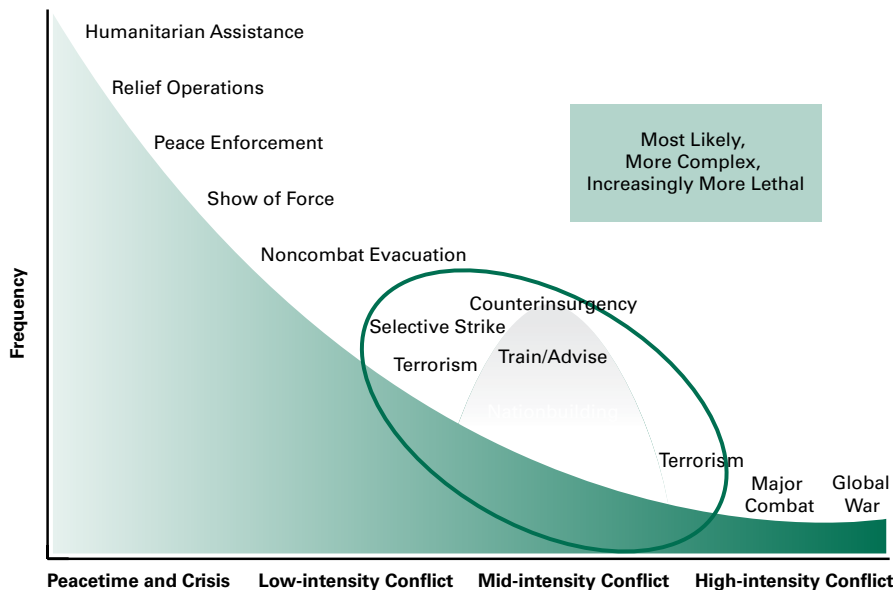 Humanitarian Assistance
Relief Operations
Peace Enforcement
Show of Force
Noncombat Evacuation
Most Likely,
More Complex,
Increasingly More Lethal
Counterinsurgency
Selective Strike
Train/Advise
Terrorism
Nationbuilding
Terrorism
Major
Combat
Global
War
Frequency
Peacetime and Crisis
Low-intensity Conflict
Mid-intensity Conflict
High-intensity Conflict